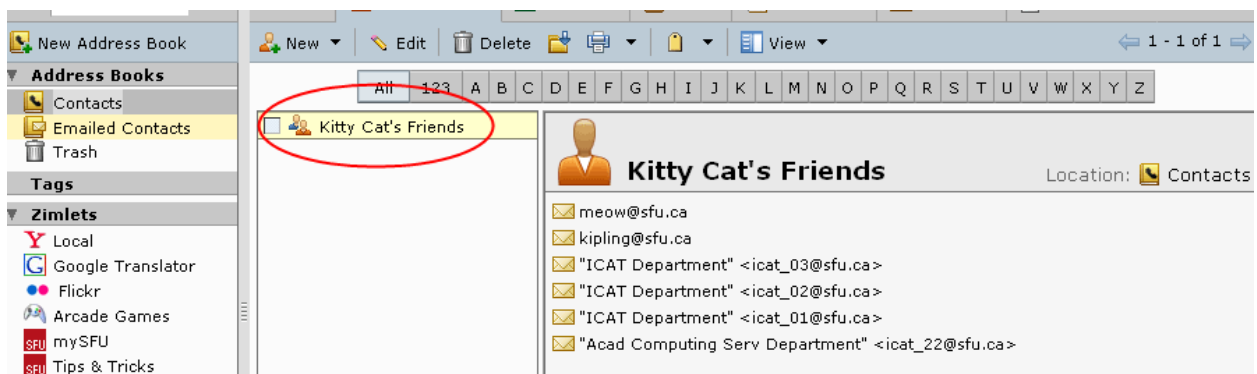 New Address Book
New Edit Delete View 1 - 1 of 1
Address Books
Contacts
Emailed Contacts
Trash
Tags
Zimlets
Local
Google Translator
Flickr
Arcade Games
SFU mySFU
SFU Tips & Tricks
All 123 A B C D E F G H I J K L M N O P Q R S T U V W X Y Z
Kitty Cat's Friends
Kitty Cat's Friends Location: Contacts
meow@sfu.ca
kipling@sfu.ca
"ICAT Department" <icat_03@sfu.ca>
"ICAT Department" <icat_02@sfu.ca>
"ICAT Department" <icat_01@sfu.ca>
"Acad Computing Serv Department" <icat_22@sfu.ca>